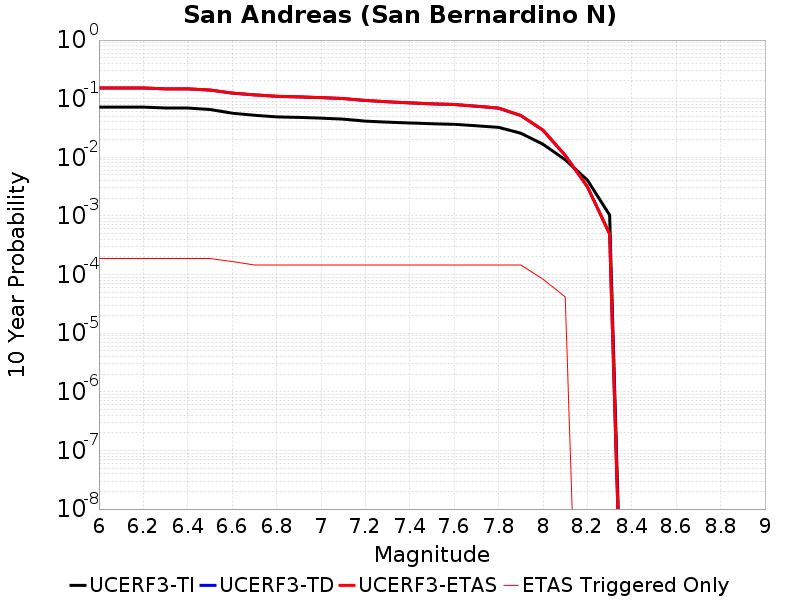 San Andreas (San Bernardino N)
10 Year Probability
10^0
10^-1
10^-2
10^-3
10^-4
10^-5
10^-6
10^-7
10^-8
6 6.2 6.4 6.6 6.8 7 7.2 7.4 7.6 7.8 8 8.2 8.4 8.6 8.8 9
Magnitude
UCERF3-TI UCERF3-TD UCERF3-ETAS ETAS Triggered Only